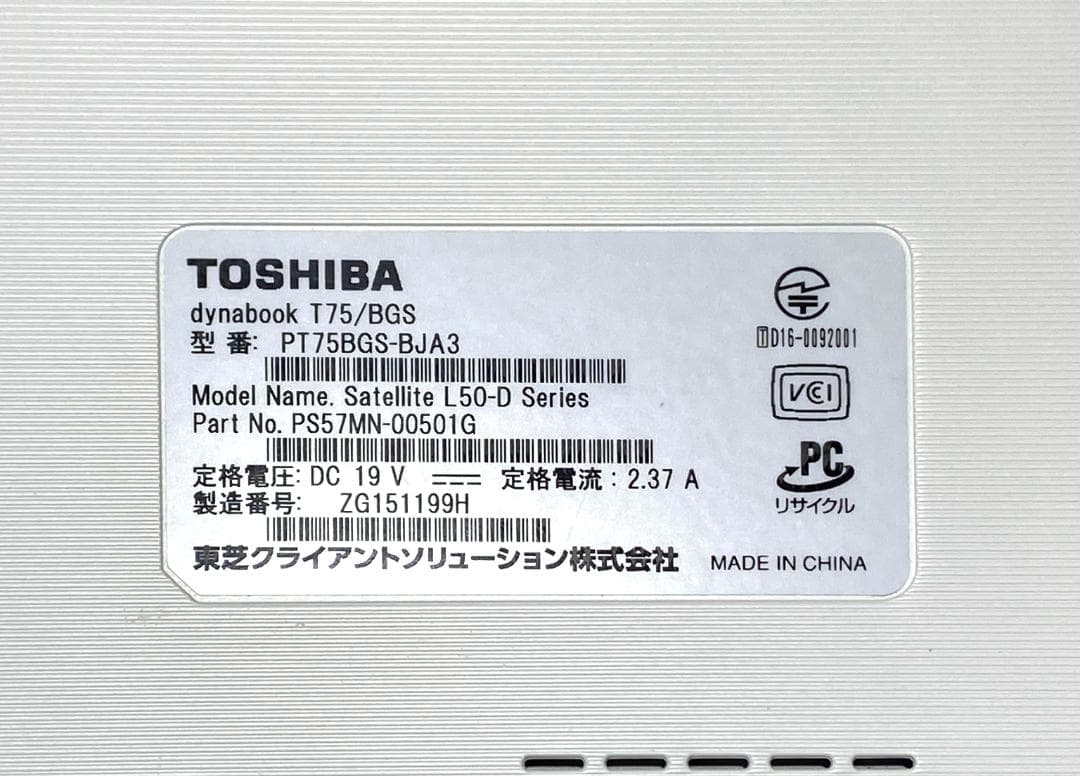 TOSHIBA
dynabook T75/BGS
型 番: PT75BGS-BJA3
Model Name. Satellite L50-D Series
Part No. PS57MN-00501G
定格電圧: DC 19 V 定格電流: 2.37 A
製造番号: ZG151199H
東芝クライアントソリューション株式会社
MADE IN CHINA
T D16-0092001
VCCI
PC
リサイクル